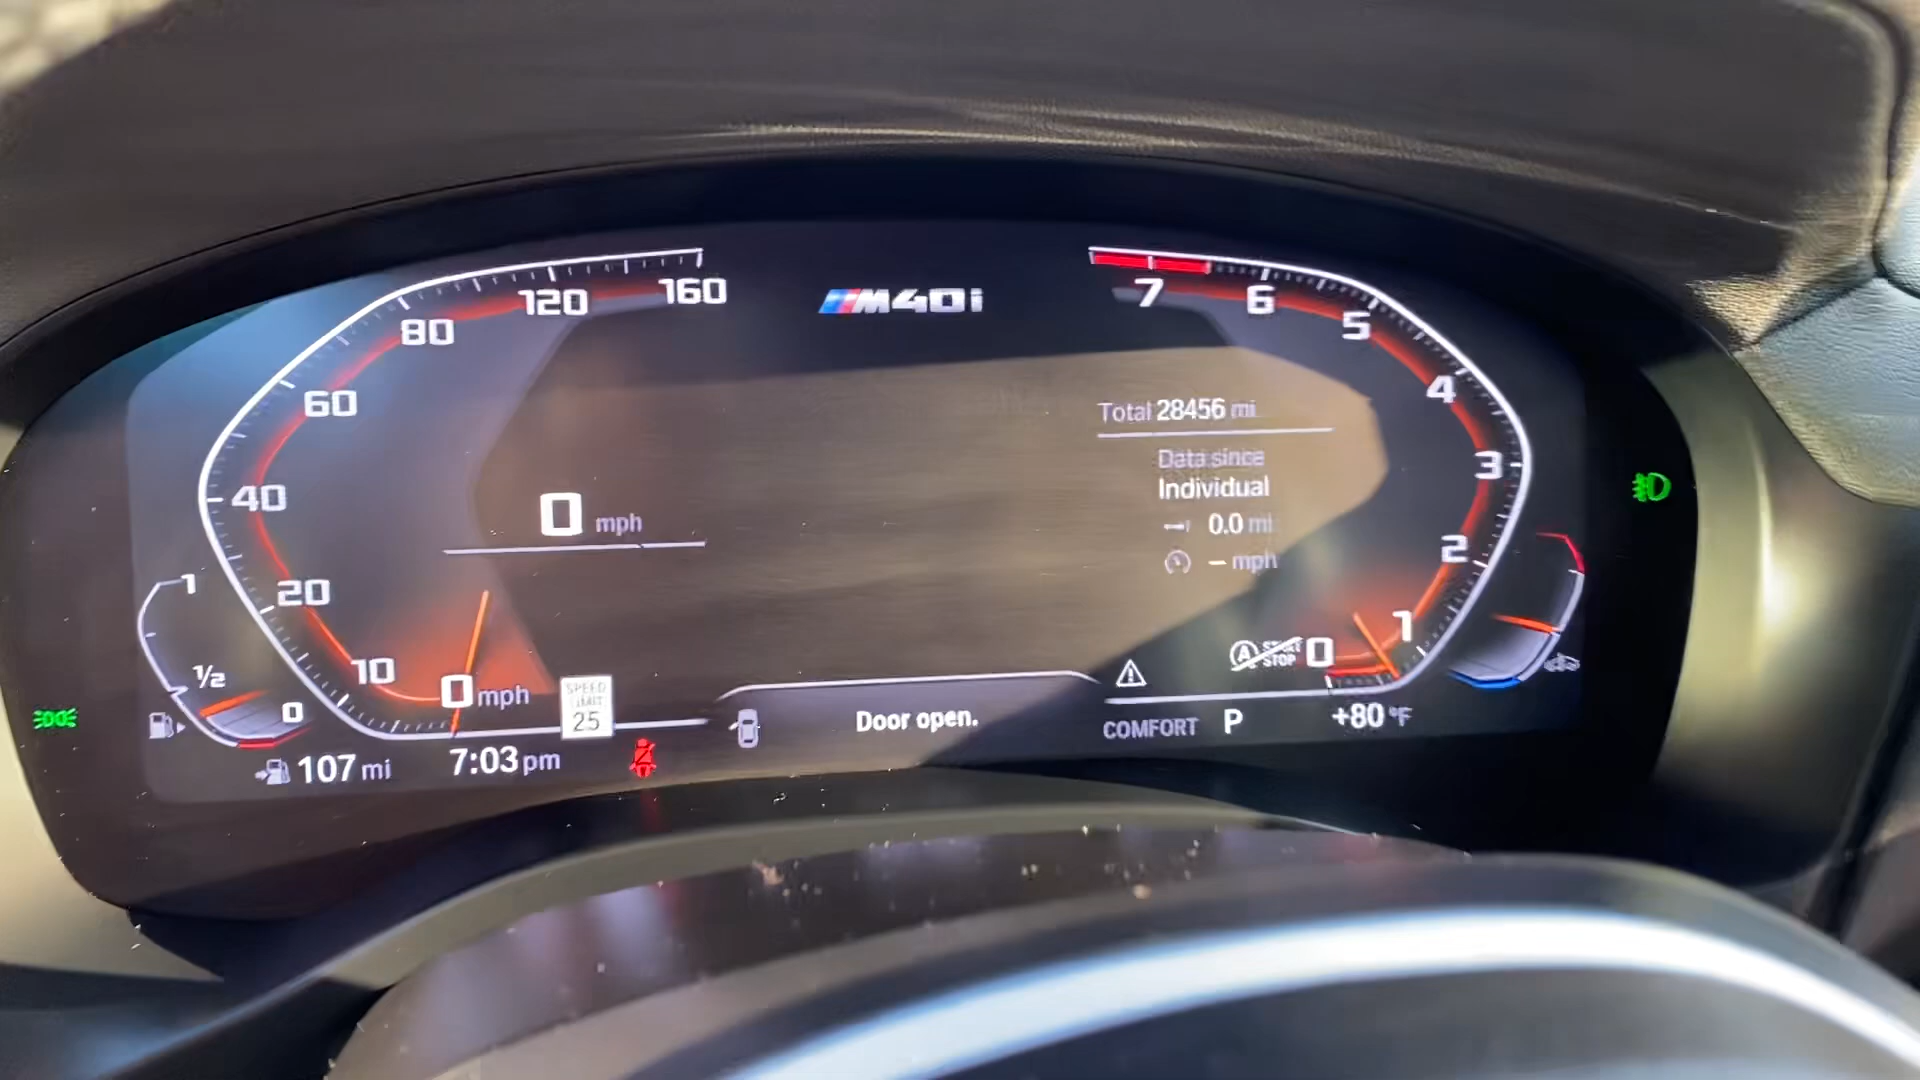 160
120
80
60
40
20
10
0 mph
M40i
7
6
5
4
3
2
1
0
Total 28456 mi
Data since
Individual
0.0 mi
– mph
0 mph
1
1/2
0
SPEED
LIMIT
25
A START
STOP
107 mi
7:03 pm
Door open.
COMFORT P
+80 °F